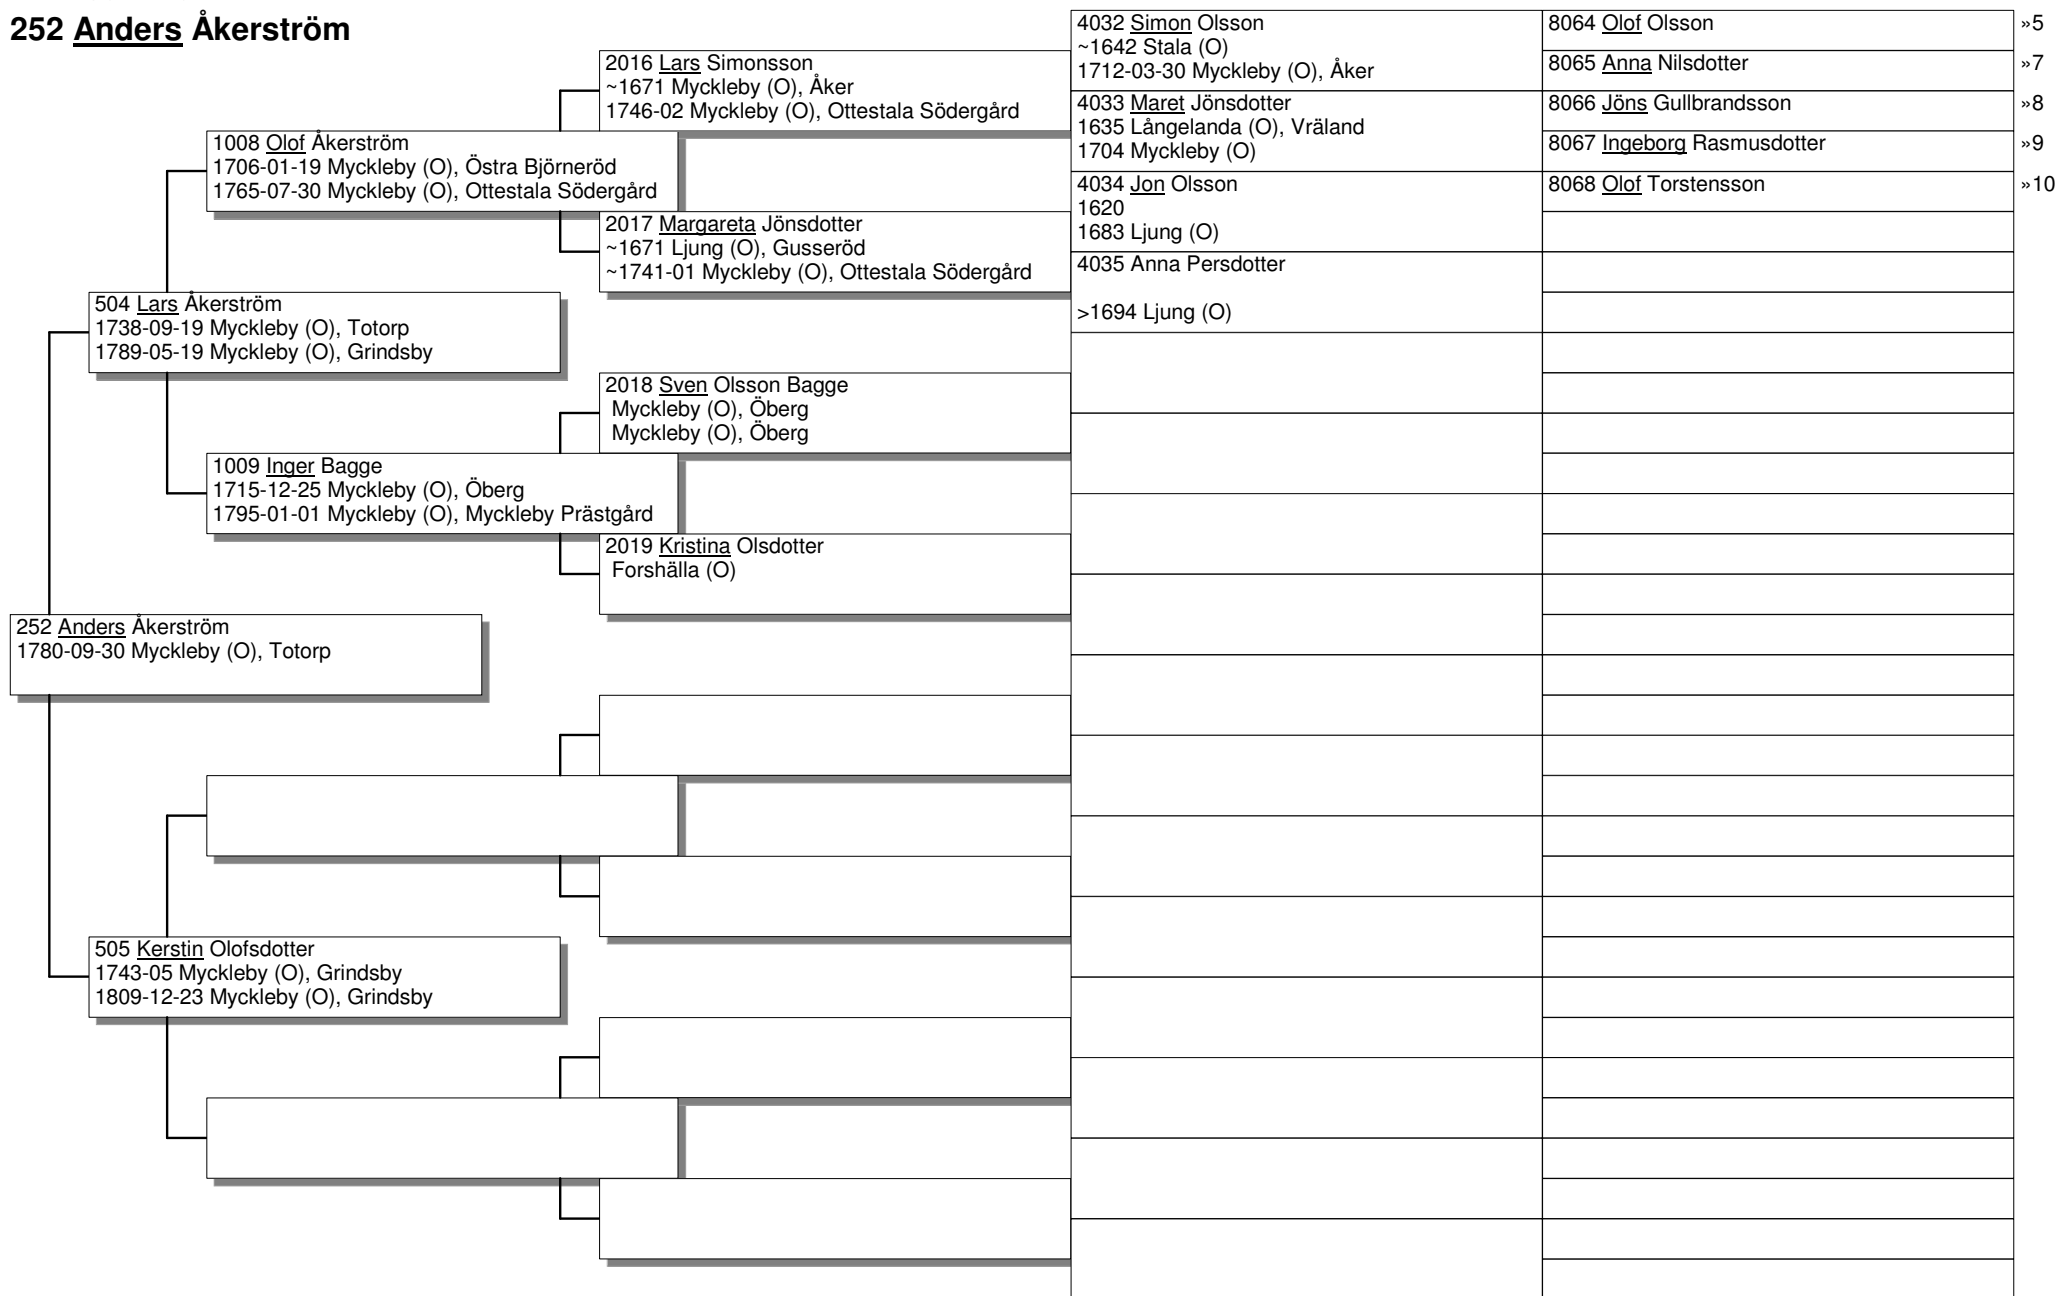 252 Anders Åkerström
4032 Simon Olsson
~1642 Stala (O)
1712-03-30 Myckleby (O), Åker
8064 Olof Olsson
»5
8065 Anna Nilsdotter
»7
2016 Lars Simonsson
~1671 Myckleby (O), Åker
1746-02 Myckleby (O), Ottestala Södergård
4033 Maret Jönsdotter
1635 Långelanda (O), Vräland
1704 Myckleby (O)
8066 Jöns Gullbrandsson
»8
8067 Ingeborg Rasmusdotter
»9
1008 Olof Åkerström
1706-01-19 Myckleby (O), Östra Björneröd
1765-07-30 Myckleby (O), Ottestala Södergård
4034 Jon Olsson
1620
1683 Ljung (O)
8068 Olof Torstensson
»10
2017 Margareta Jönsdotter
~1671 Ljung (O), Gusseröd
~1741-01 Myckleby (O), Ottestala Södergård
4035 Anna Persdotter
>1694 Ljung (O)
504 Lars Åkerström
1738-09-19 Myckleby (O), Totorp
1789-05-19 Myckleby (O), Grindsby
2018 Sven Olsson Bagge
Myckleby (O), Öberg
Myckleby (O), Öberg
1009 Inger Bagge
1715-12-25 Myckleby (O), Öberg
1795-01-01 Myckleby (O), Myckleby Prästgård
2019 Kristina Olsdotter
Forshälla (O)
252 Anders Åkerström
1780-09-30 Myckleby (O), Totorp
505 Kerstin Olofsdotter
1743-05 Myckleby (O), Grindsby
1809-12-23 Myckleby (O), Grindsby